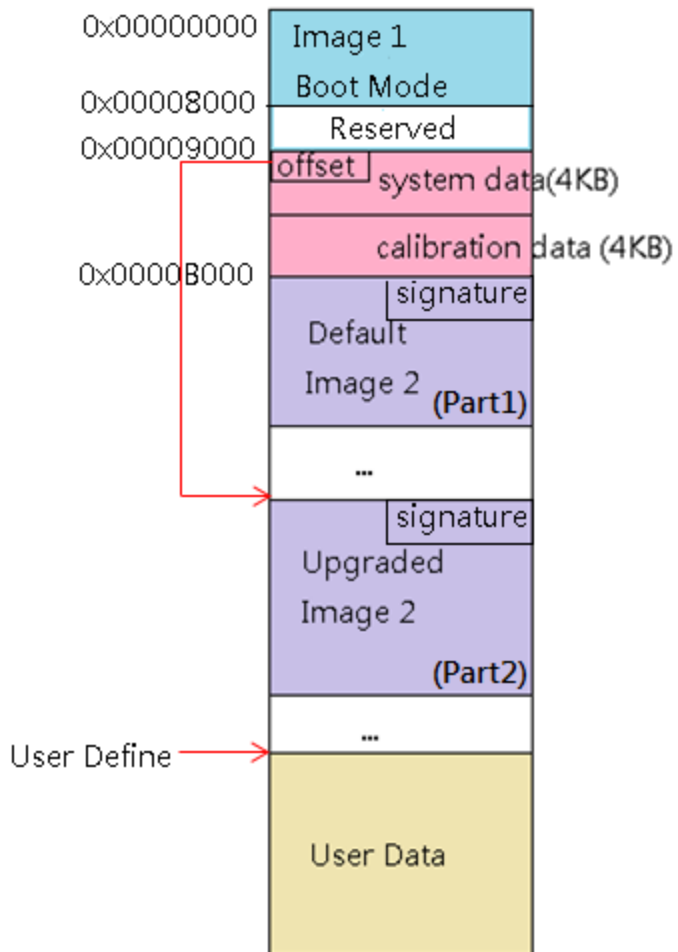 0x00000000
Image 1
Boot Mode
0x00008000
Reserved
0x00009000
offset
system data(4KB)
calibration data (4KB)
0x0000B000
signature
Default
Image 2
(Part1)
...
signature
Upgraded
Image 2
(Part2)
...
User Define
User Data